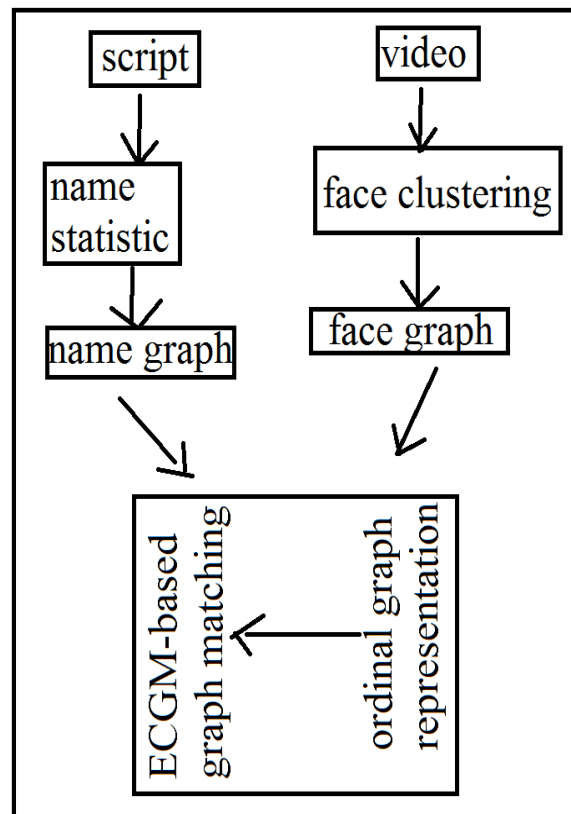 script
video
name
statistic
face clustering
name graph
face graph
ECGM-based
graph matching
ordinal graph
representation